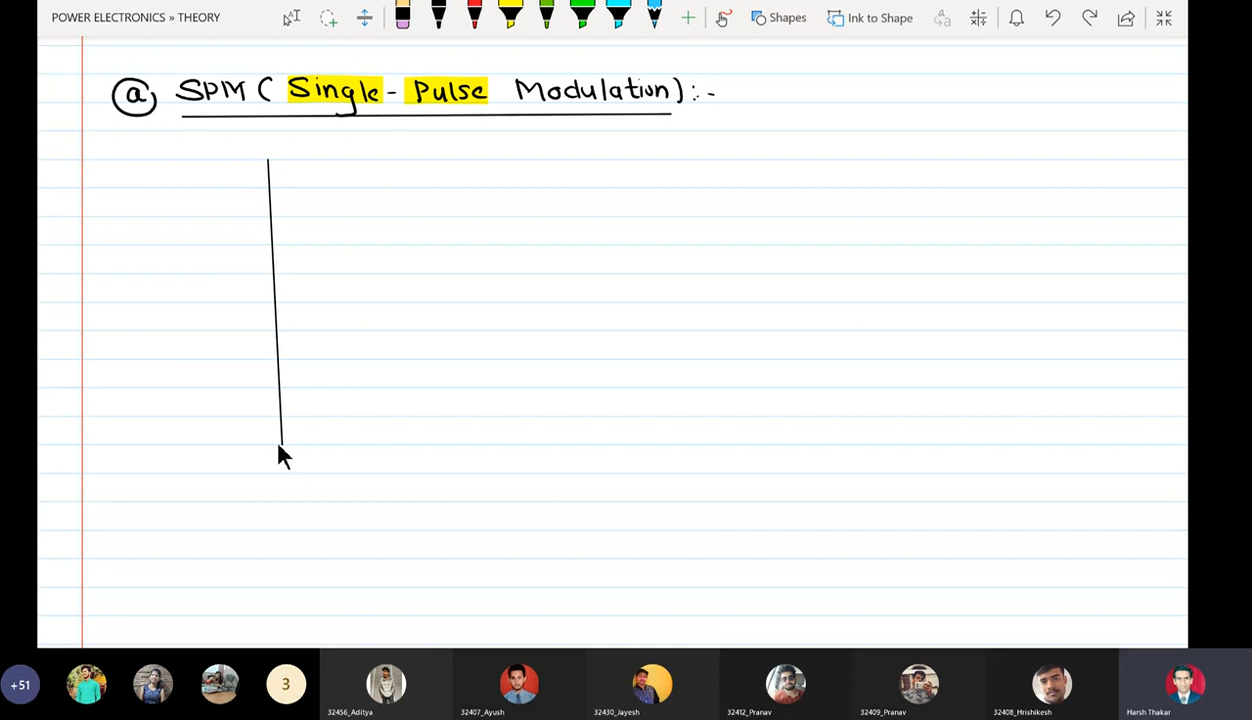 POWER ELECTRONICS » THEORY
Shapes
Ink to Shape
ⓐ SPM ( Single - Pulse Modulation) : -
+51
3
32456_Aditya
32407_Ayush
32430_Jayesh
32412_Pranav
32409_Pranav
32408_Hrishikesh
Harsh Thakar